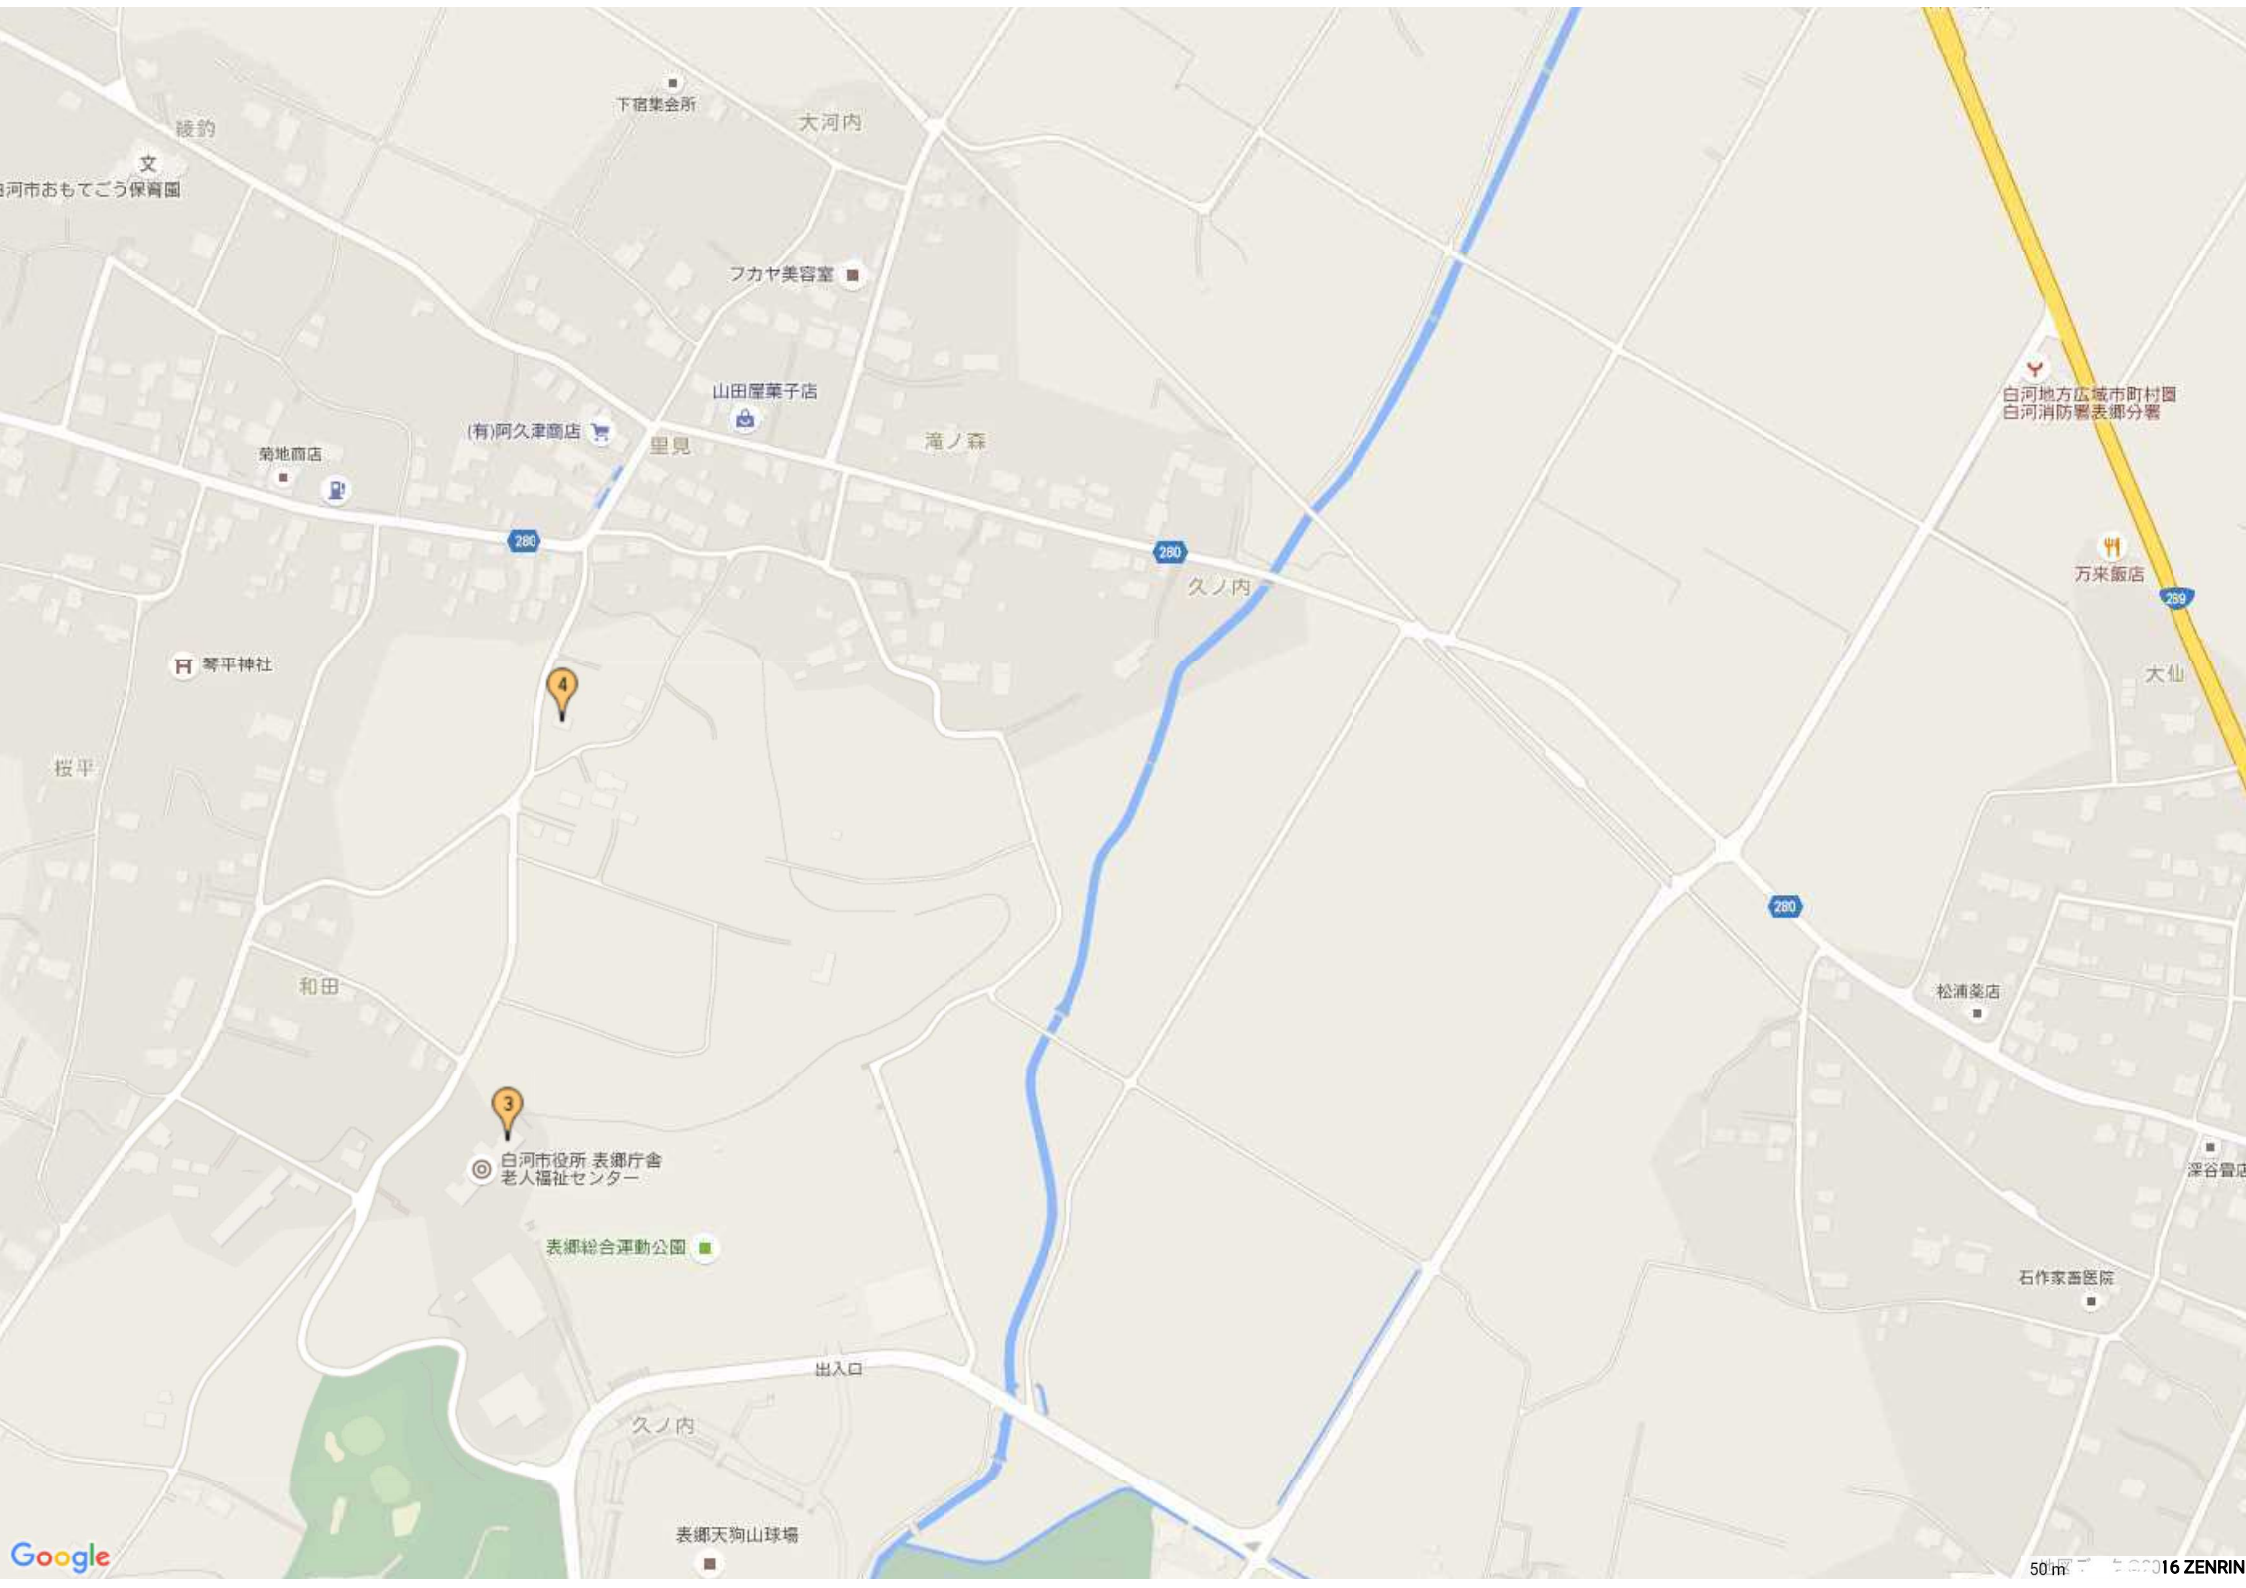 下宿集会所
大河内
綾釣
文
白河市おもてごう保育園
フカヤ美容室
白河地方広域市町村圏
白河消防署表郷分署
山田屋菓子店
(有)阿久津商店
里見
滝ノ森
菊地商店
280
280
万来飯店
久ノ内
289
琴平神社
4
大仙
桜平
280
和田
松浦薬店
3
白河市役所 表郷庁舎
老人福祉センター
深谷畳店
表郷総合運動公園
石作家畜医院
出入口
久ノ内
表郷天狗山球場
Google
50 m
16 ZENRIN